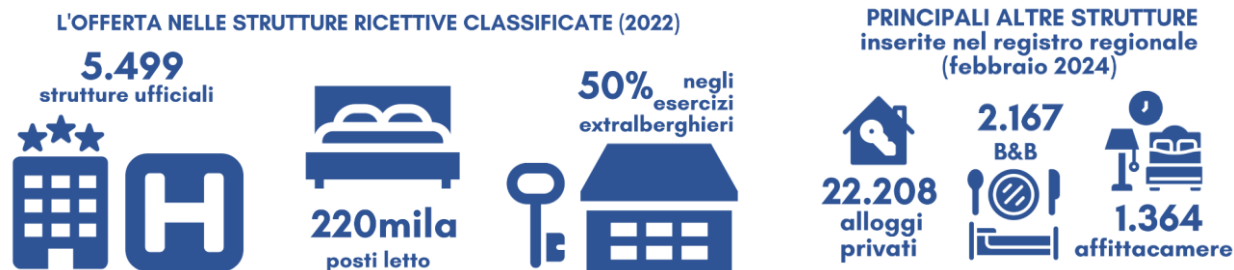 L'OFFERTA NELLE STRUTTURE RICETTIVE CLASSIFICATE (2022)
5.499
strutture ufficiali
220mila
posti letto
50% negli
esercizi
extralberghieri
H
PRINCIPALI ALTRE STRUTTURE
inserite nel registro regionale
(febbraio 2024)
22.208
alloggi
privati
2.167
B&B
1.364
affittacamere